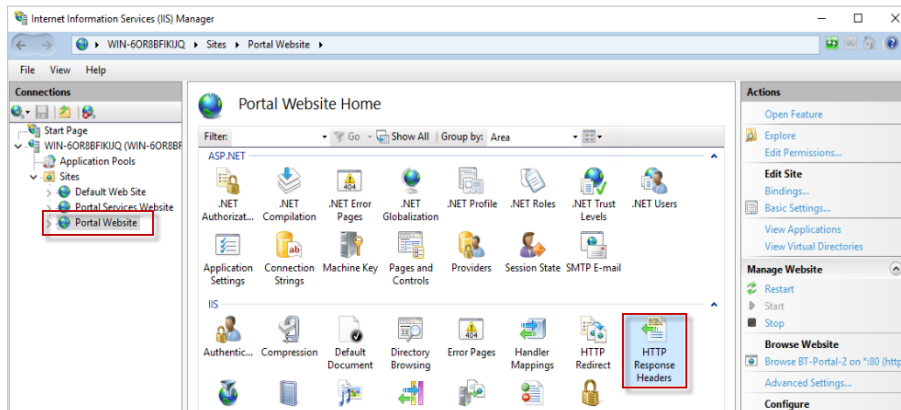 Internet Information Services (IIS) Manager
WIN-6OR8BFIKIJQ
Sites
Portal Website
File View Help
Connections
Start Page
WIN-6OR8BFIKIJQ (WIN-6OR8BF
Application Pools
Sites
Default Web Site
Portal Services Website
Portal Website
Portal Website Home
Filter: Go Show All Group by: Area
ASP.NET
.NET Authorizat...
.NET Compilation
.NET Error Pages
.NET Globalization
.NET Profile
.NET Roles
.NET Trust Levels
.NET Users
Application Settings
Connection Strings
Machine Key
Pages and Controls
Providers
Session State
SMTP E-mail
IIS
Authentic...
Compression
Default Document
Directory Browsing
Error Pages
Handler Mappings
HTTP Redirect
HTTP Response Headers
Actions
Open Feature
Explore
Edit Permissions...
Edit Site
Bindings...
Basic Settings...
View Applications
View Virtual Directories
Manage Website
Restart
Start
Stop
Browse Website
Browse BT-Portal-2 on *:80 (http
Advanced Settings...
Configure